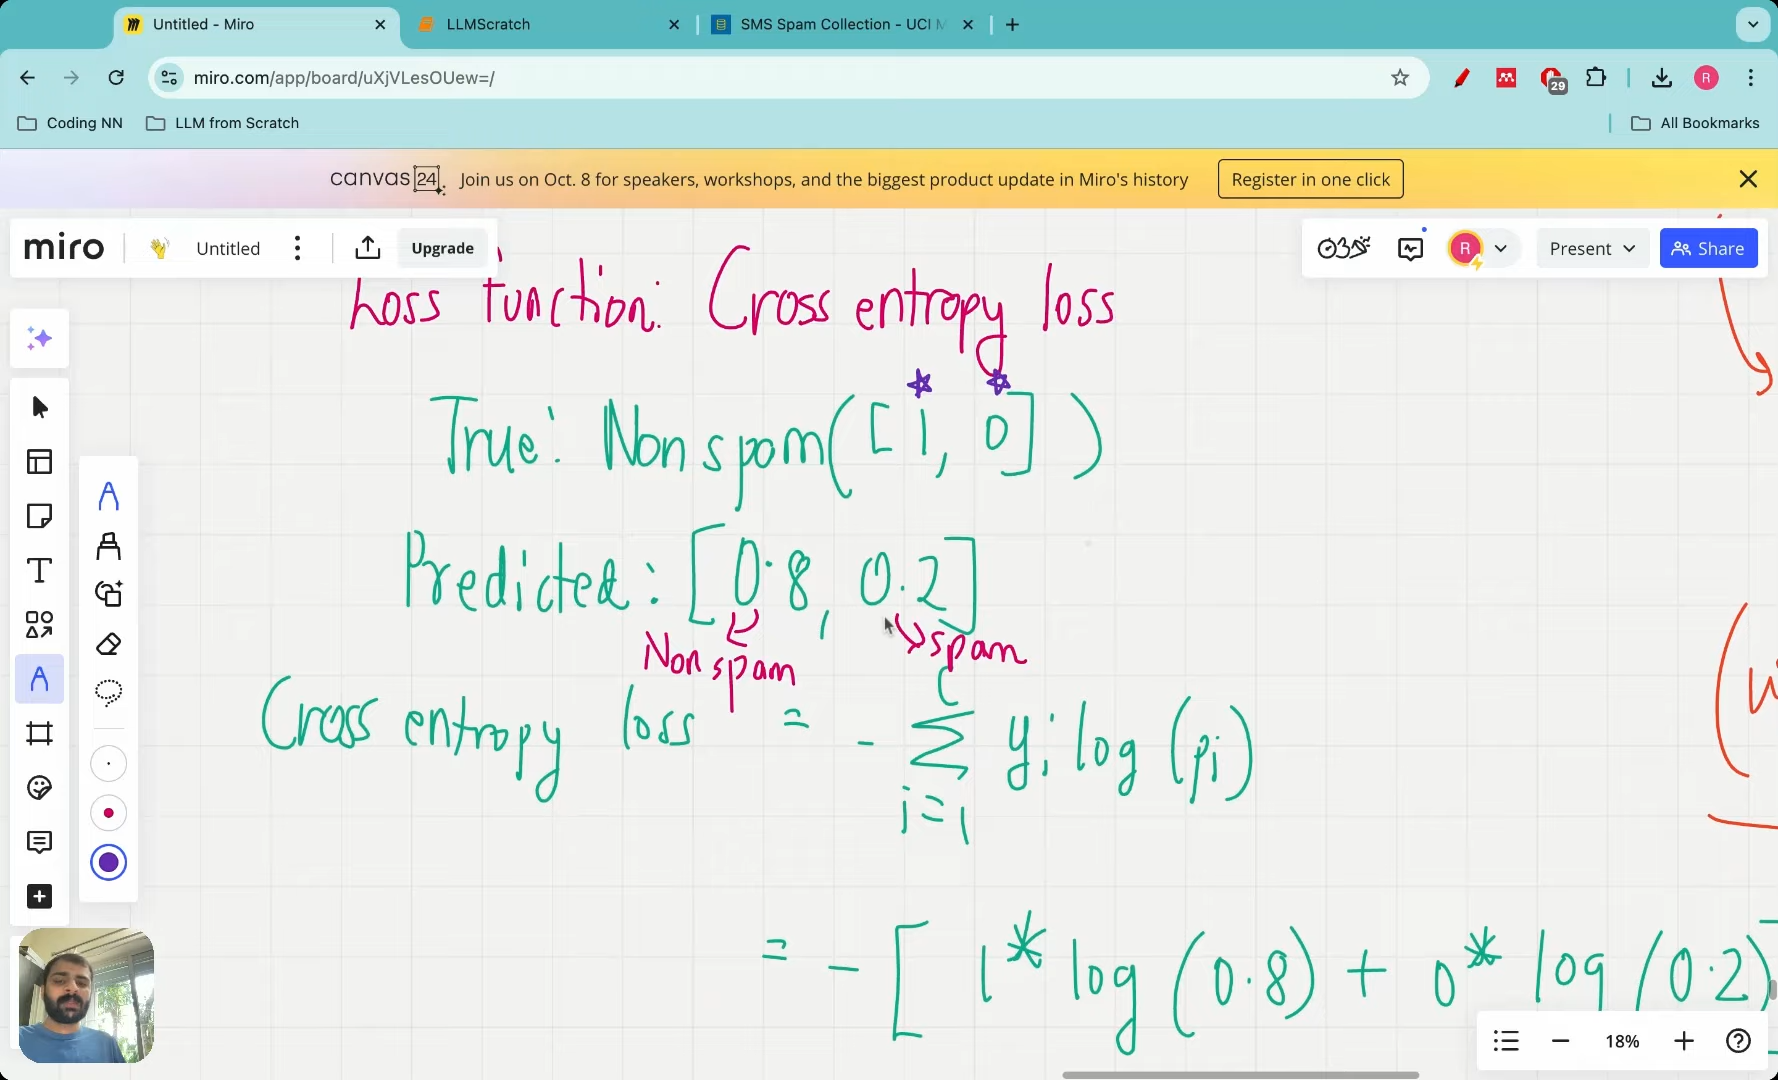 Untitled - Miro
LLMScratch
SMS Spam Collection - UCI M
miro.com/app/board/uXjVLesOUew=/
29
R
Coding NN
LLM from Scratch
All Bookmarks
canvas 24 Join us on Oct. 8 for speakers, workshops, and the biggest product update in Miro's history
Register in one click
miro
Untitled
Upgrade
R
Present
Share
Loss function: Cross entropy loss
True: Non spam([1, 0])
Predicted: [0.8, 0.2]
Non spam
spam
Cross entropy loss = - C ∑ i=1 yi log (pi)
= - [ 1* log (0.8) + 0* log (0.2)
18%